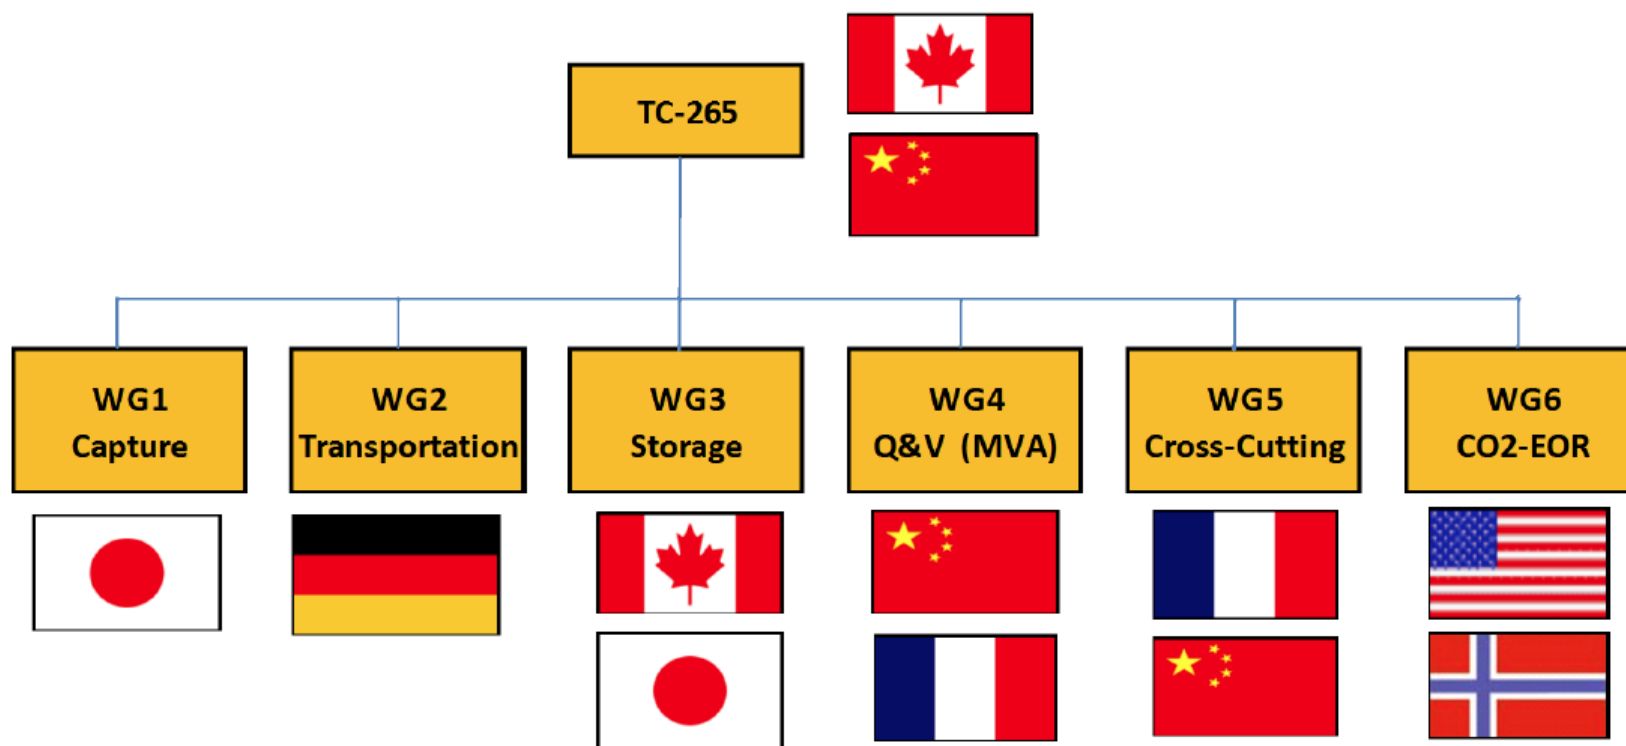 TC-265
WG1
Capture
WG2
Transportation
WG3
Storage
WG4
Q&V (MVA)
WG5
Cross-Cutting
WG6
CO2-EOR